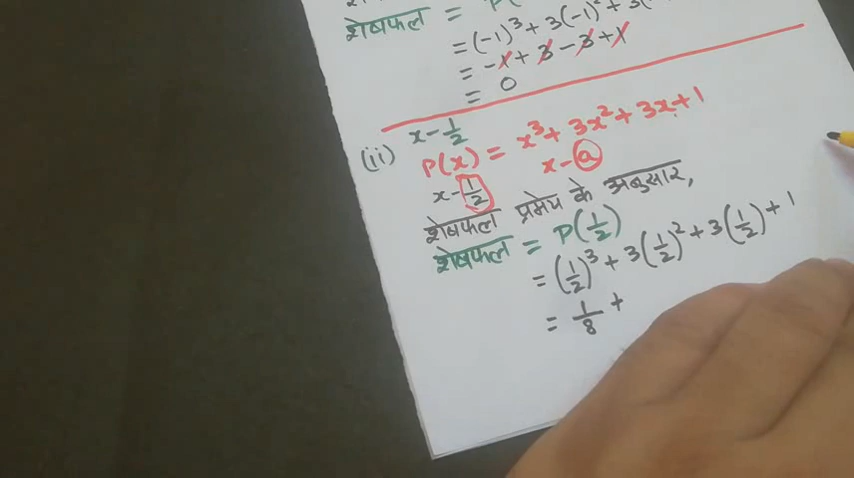 शेषफल = P(
= (-1)³ + 3(-1)² + 3(
= -1 + 3 - 3 + 1
= 0
(ii) x - 1/2
P(x) = x³ + 3x² + 3x + 1
x - 1/2 x - a
शेषफल प्रमेय के अनुसार,
शेषफल = P(1/2)
= (1/2)³ + 3(1/2)² + 3(1/2) + 1
= 1/8 +